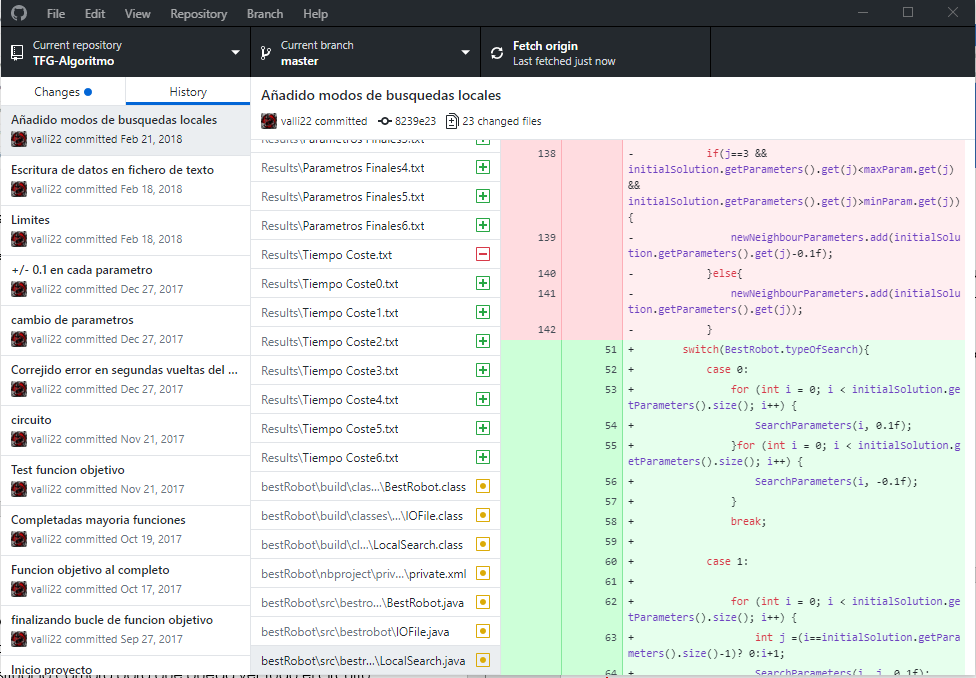 File Edit View Repository Branch Help
Current repository
TFG-Algoritmo
Current branch
master
Fetch origin
Last fetched just now
Changes
History
Añadido modos de busquedas locales
valli22 committed Feb 21, 2018
Escritura de datos en fichero de texto
valli22 committed Feb 18, 2018
Limites
valli22 committed Feb 18, 2018
+/- 0.1 en cada parametro
valli22 committed Dec 27, 2017
cambio de parametros
valli22 committed Dec 27, 2017
Correjido error en segundas vueltas del ...
valli22 committed Dec 27, 2017
circuito
valli22 committed Nov 21, 2017
Test funcion objetivo
valli22 committed Nov 21, 2017
Completadas mayoria funciones
valli22 committed Oct 19, 2017
Funcion objetivo al completo
valli22 committed Oct 17, 2017
finalizando bucle de funcion objetivo
valli22 committed Sep 27, 2017
Inicio proyecto
Añadido modos de busquedas locales
valli22 committed 8239e23 23 changed files
Results\Parametros Finales3.txt
Results\Parametros Finales4.txt
Results\Parametros Finales5.txt
Results\Parametros Finales6.txt
Results\Tiempo Coste.txt
Results\Tiempo Coste0.txt
Results\Tiempo Coste1.txt
Results\Tiempo Coste2.txt
Results\Tiempo Coste3.txt
Results\Tiempo Coste4.txt
Results\Tiempo Coste5.txt
Results\Tiempo Coste6.txt
bestRobot\build\clas...\BestRobot.class
bestRobot\build\classes\...\IOFile.class
bestRobot\build\cl...\LocalSearch.class
bestRobot\nbproject\priv...\private.xml
bestRobot\src\bestro...\BestRobot.java
bestRobot\src\bestrobot\IOFile.java
bestRobot\src\bestr...\LocalSearch.java
138 - if(j==3 &&
initialSolution.getParameters().get(j)<maxParam.get(j)
&&
initialSolution.getParameters().get(j)>minParam.get(j))
{
139 - newNeighbourParameters.add(initialSolu
tion.getParameters().get(j)-0.1f);
140 - }else{
141 - newNeighbourParameters.add(initialSolu
tion.getParameters().get(j));
142 - }
51 + switch(BestRobot.typeOfSearch){
52 + case 0:
53 + for (int i = 0; i < initialSolution.ge
tParameters().size(); i++) {
54 + SearchParameters(i, 0.1f);
55 + }for (int i = 0; i < initialSolution.g
etParameters().size(); i++) {
56 + SearchParameters(i, -0.1f);
57 + }
58 + break;
59 +
60 + case 1:
61 +
62 + for (int i = 0; i < initialSolution.ge
tParameters().size(); i++) {
63 + int j =(i==initialSolution.getPara
meters().size()-1)? 0:i+1;
64 + SearchParameters(i, j, 0.1f);